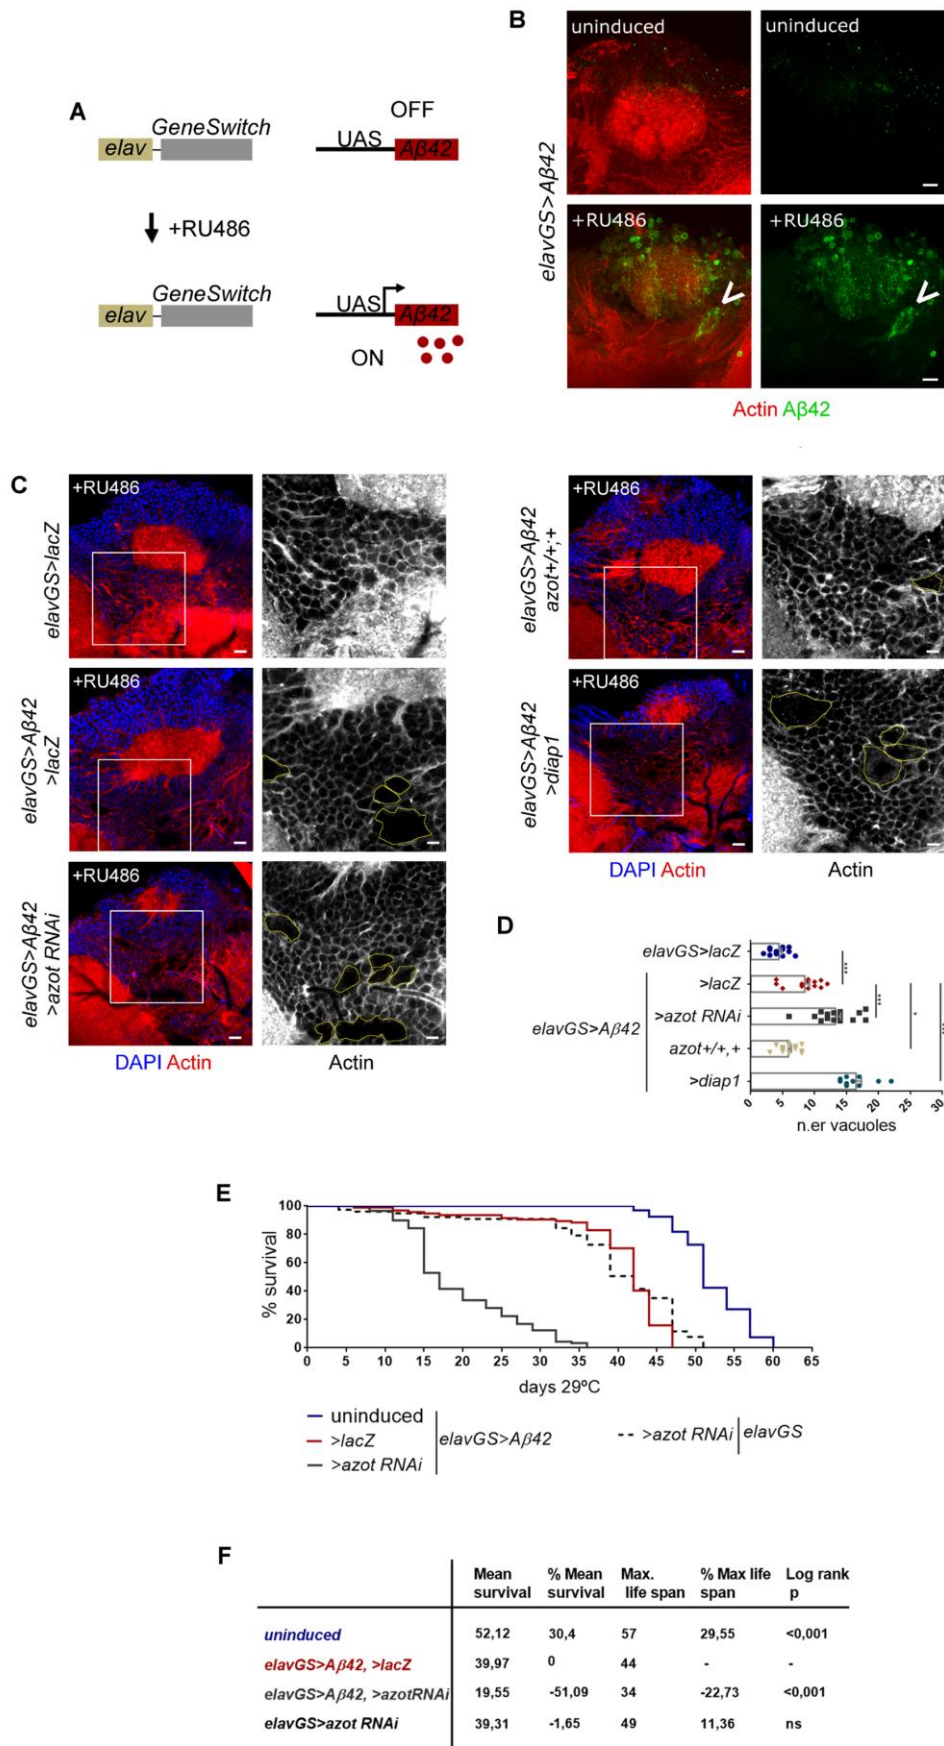 A
GeneSwitch
elav
OFF
UAS
Aβ42
+RU486
GeneSwitch
elav
UAS
Aβ42
ON
B
uninduced
uninduced
elavGS>Aβ42
+RU486
+RU486
Actin Aβ42
C
elavGS>lacZ
+RU486
elavGS>Aβ42
>lacZ
+RU486
elavGS>Aβ42
>azot RNAi
+RU486
DAPI Actin
Actin
elavGS>Aβ42
azot+/+;+
+RU486
elavGS>Aβ42
>diap1
+RU486
DAPI Actin
Actin
D
elavGS>lacZ
>lacZ
>azot RNAi
azot+/+,+
>diap1
elavGS>Aβ42
***
*
0 5 10 15 20 25 30
n.er vacuoles
E
% survival
100
80
60
40
20
0
0 5 10 15 20 25 30 35 40 45 50 55 60 65
days 29ºC
uninduced
>lacZ
>azot RNAi
elavGS>Aβ42
>azot RNAi
elavGS
F
Mean survival % Mean survival Max. life span % Max life span Log rank p
uninduced 52,12 30,4 57 29,55 <0,001
elavGS>Aβ42, >lacZ 39,97 0 44 - -
elavGS>Aβ42, >azotRNAi 19,55 -51,09 34 -22,73 <0,001
elavGS>azot RNAi 39,31 -1,65 49 11,36 ns